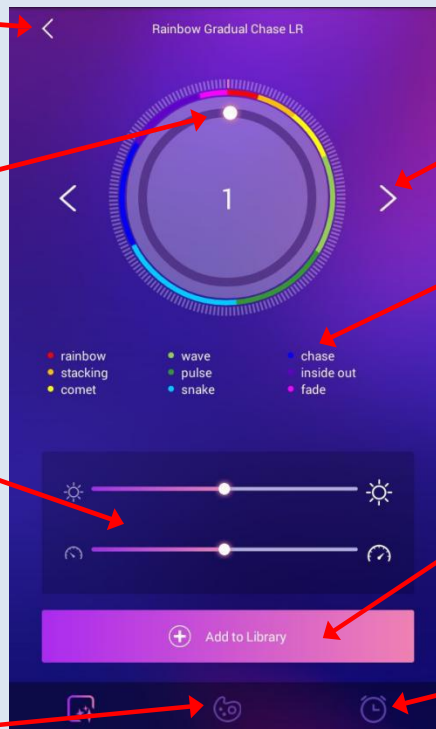 Rainbow Gradual Chase LR
1
rainbow wave chase
stacking pulse inside out
comet snake fade
Add to Library